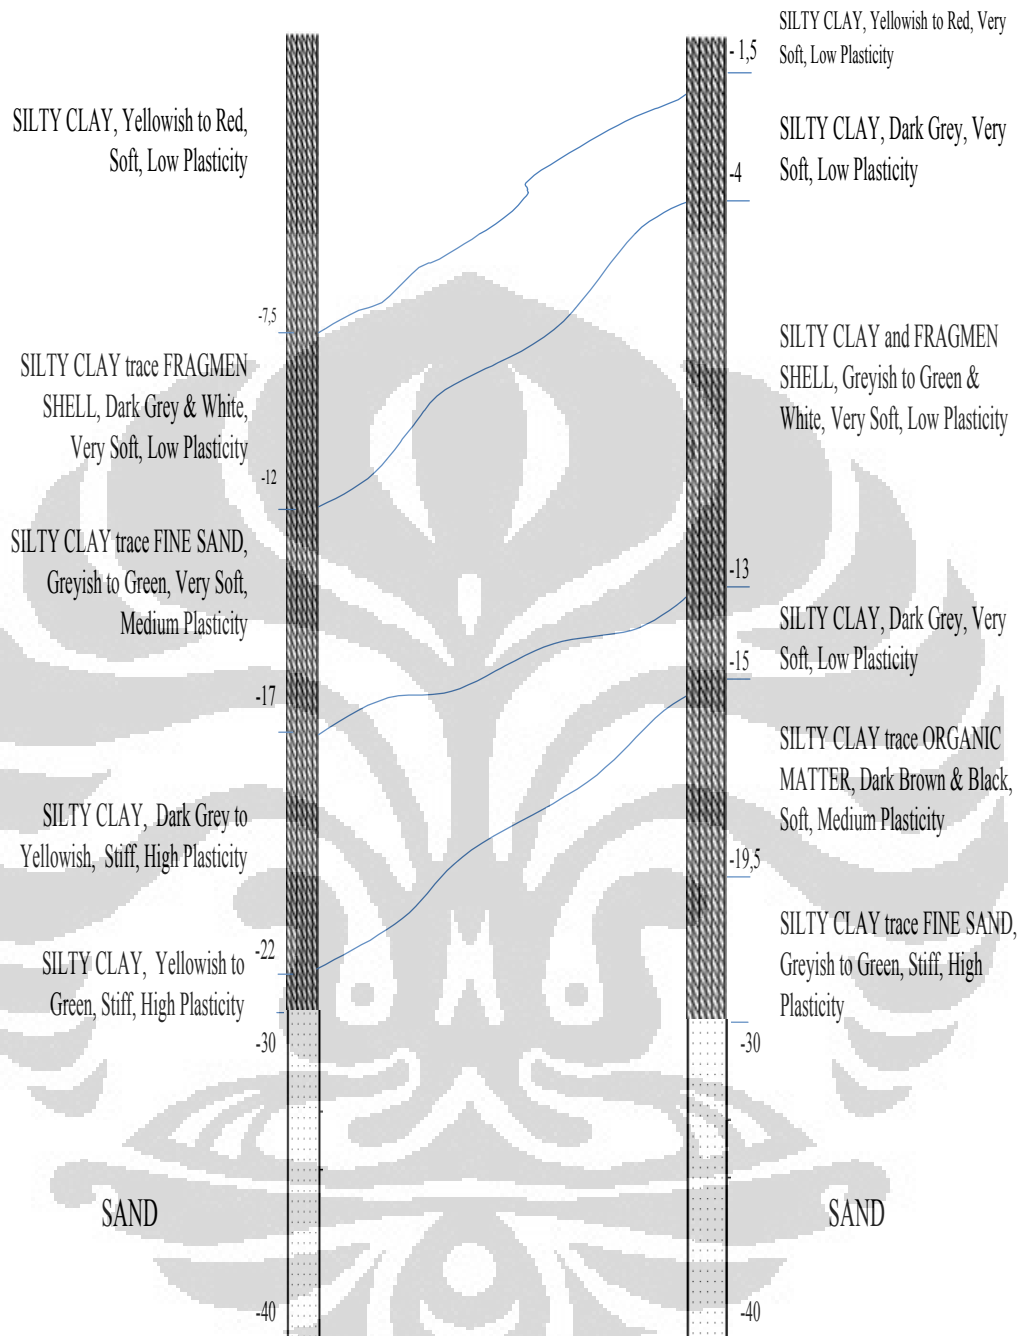 SILTY CLAY, Yellowish to Red,
Soft, Low Plasticity
-7,5
SILTY CLAY trace FRAGMEN
SHELL, Dark Grey & White,
Very Soft, Low Plasticity
-12
SILTY CLAY trace FINE SAND,
Greyish to Green, Very Soft,
Medium Plasticity
-17
SILTY CLAY, Dark Grey to
Yellowish, Stiff, High Plasticity
-22
SILTY CLAY, Yellowish to
Green, Stiff, High Plasticity
-30
SAND
-40
SILTY CLAY, Yellowish to Red, Very
Soft, Low Plasticity
- 1,5
SILTY CLAY, Dark Grey, Very
Soft, Low Plasticity
-4
SILTY CLAY and FRAGMEN
SHELL, Greyish to Green &
White, Very Soft, Low Plasticity
-13
SILTY CLAY, Dark Grey, Very
Soft, Low Plasticity
-15
SILTY CLAY trace ORGANIC
MATTER, Dark Brown & Black,
Soft, Medium Plasticity
-19,5
SILTY CLAY trace FINE SAND,
Greyish to Green, Stiff, High
Plasticity
-30
SAND
-40